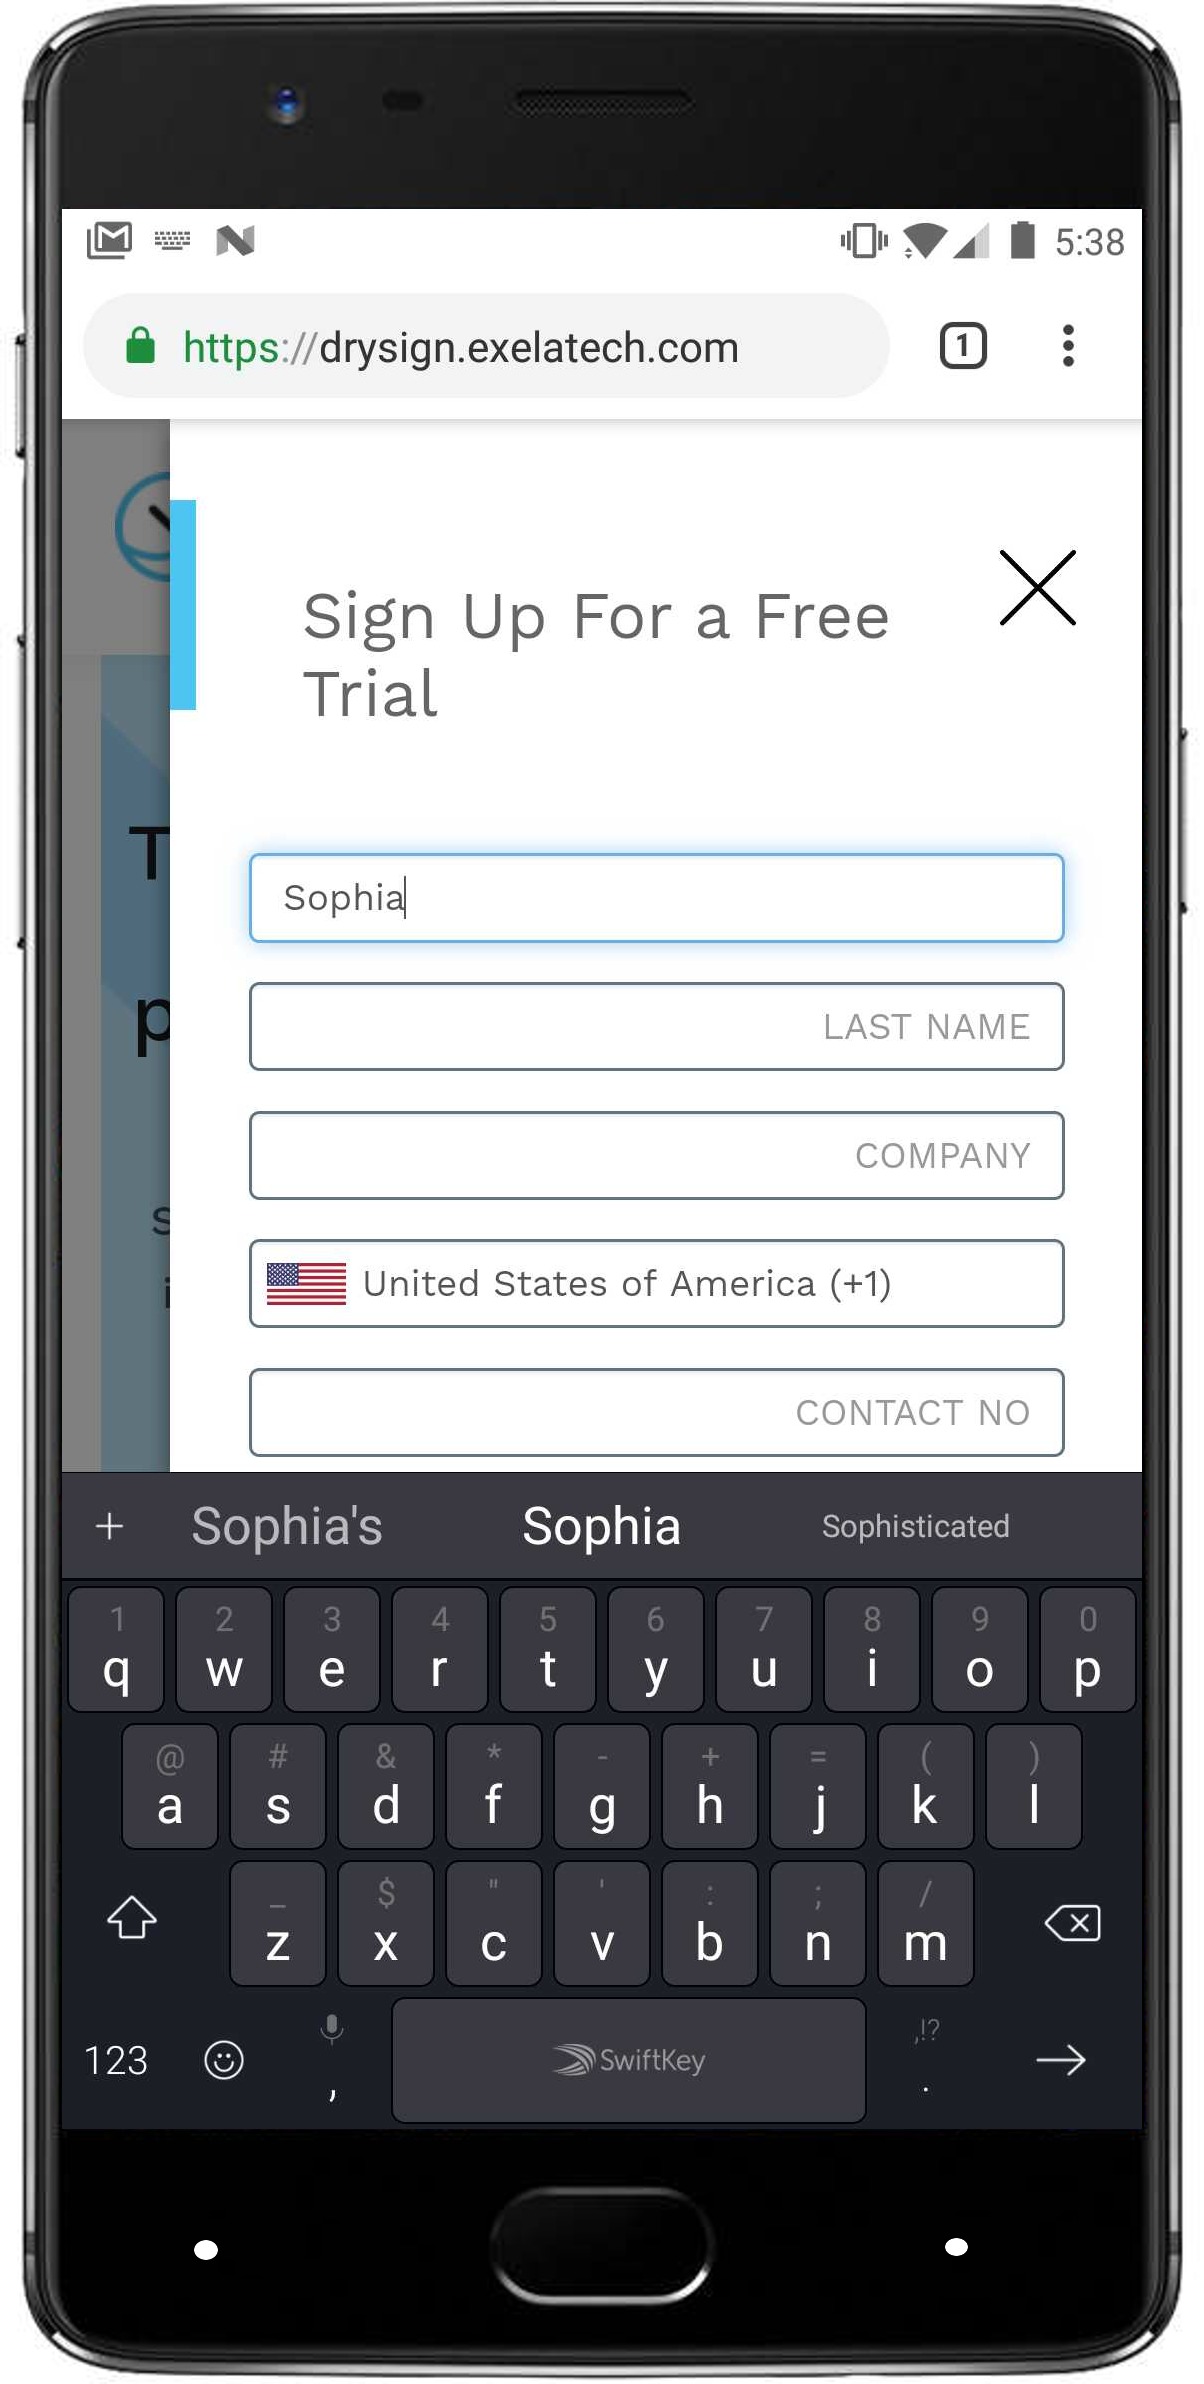 5:38
https://drysign.exelatech.com
1
Sign Up For a Free
Trial
T
p
s
i
Sophia
LAST NAME
COMPANY
United States of America (+1)
CONTACT NO
+ Sophia's Sophia Sophisticated
1 2 3 4 5 6 7 8 9 0
q w e r t y u i o p
@ # & * - + = ( )
a s d f g h j k l
_ $ " ' : ; /
z x c v b n m
,!?
123 , SwiftKey .